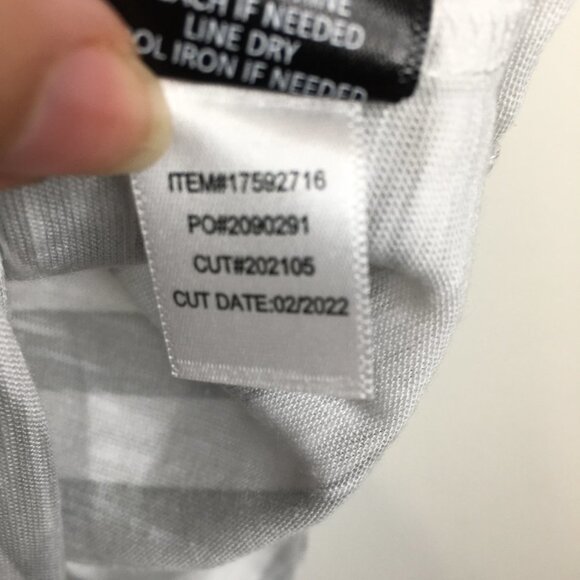 IF NEEDED
LINE DRY
IRON IF NEEDED
ITEM#17592716
PO#2090291
CUT#202105
CUT DATE:02/2022